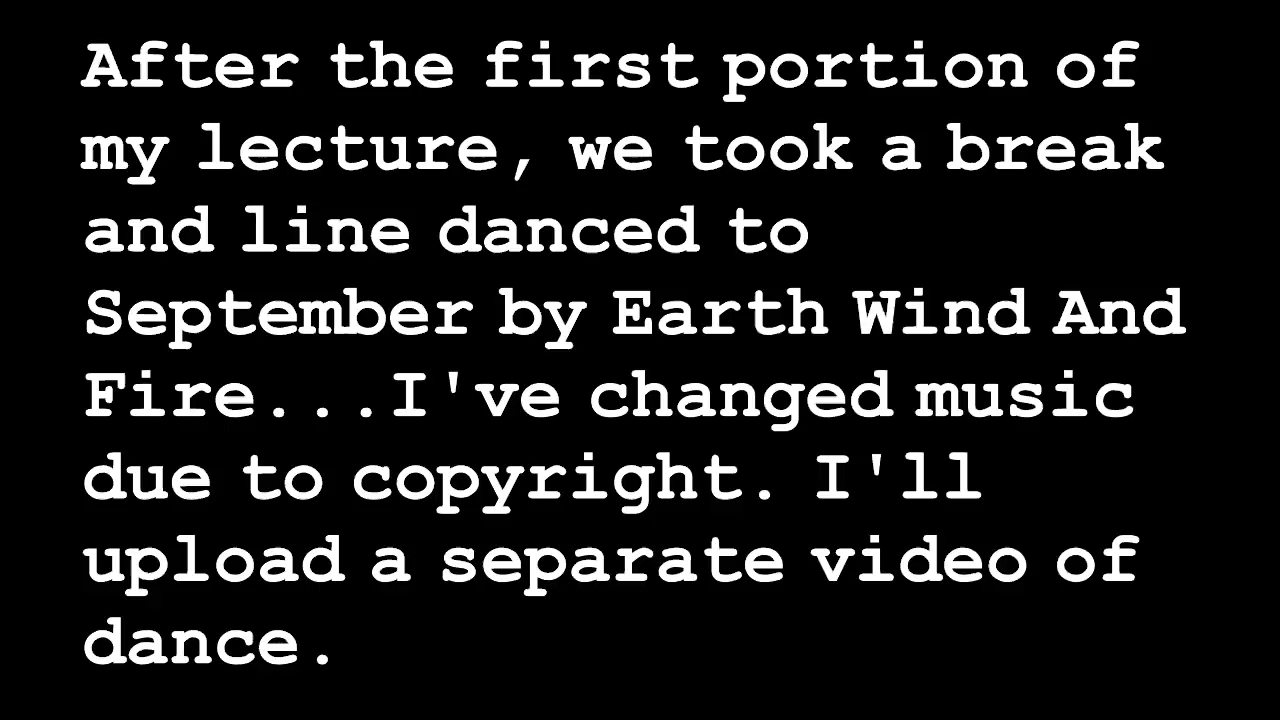 After the first portion of
my lecture, we took a break
and line danced to
September by Earth Wind And
Fire...I've changed music
due to copyright. I'll
upload a separate video of
dance.